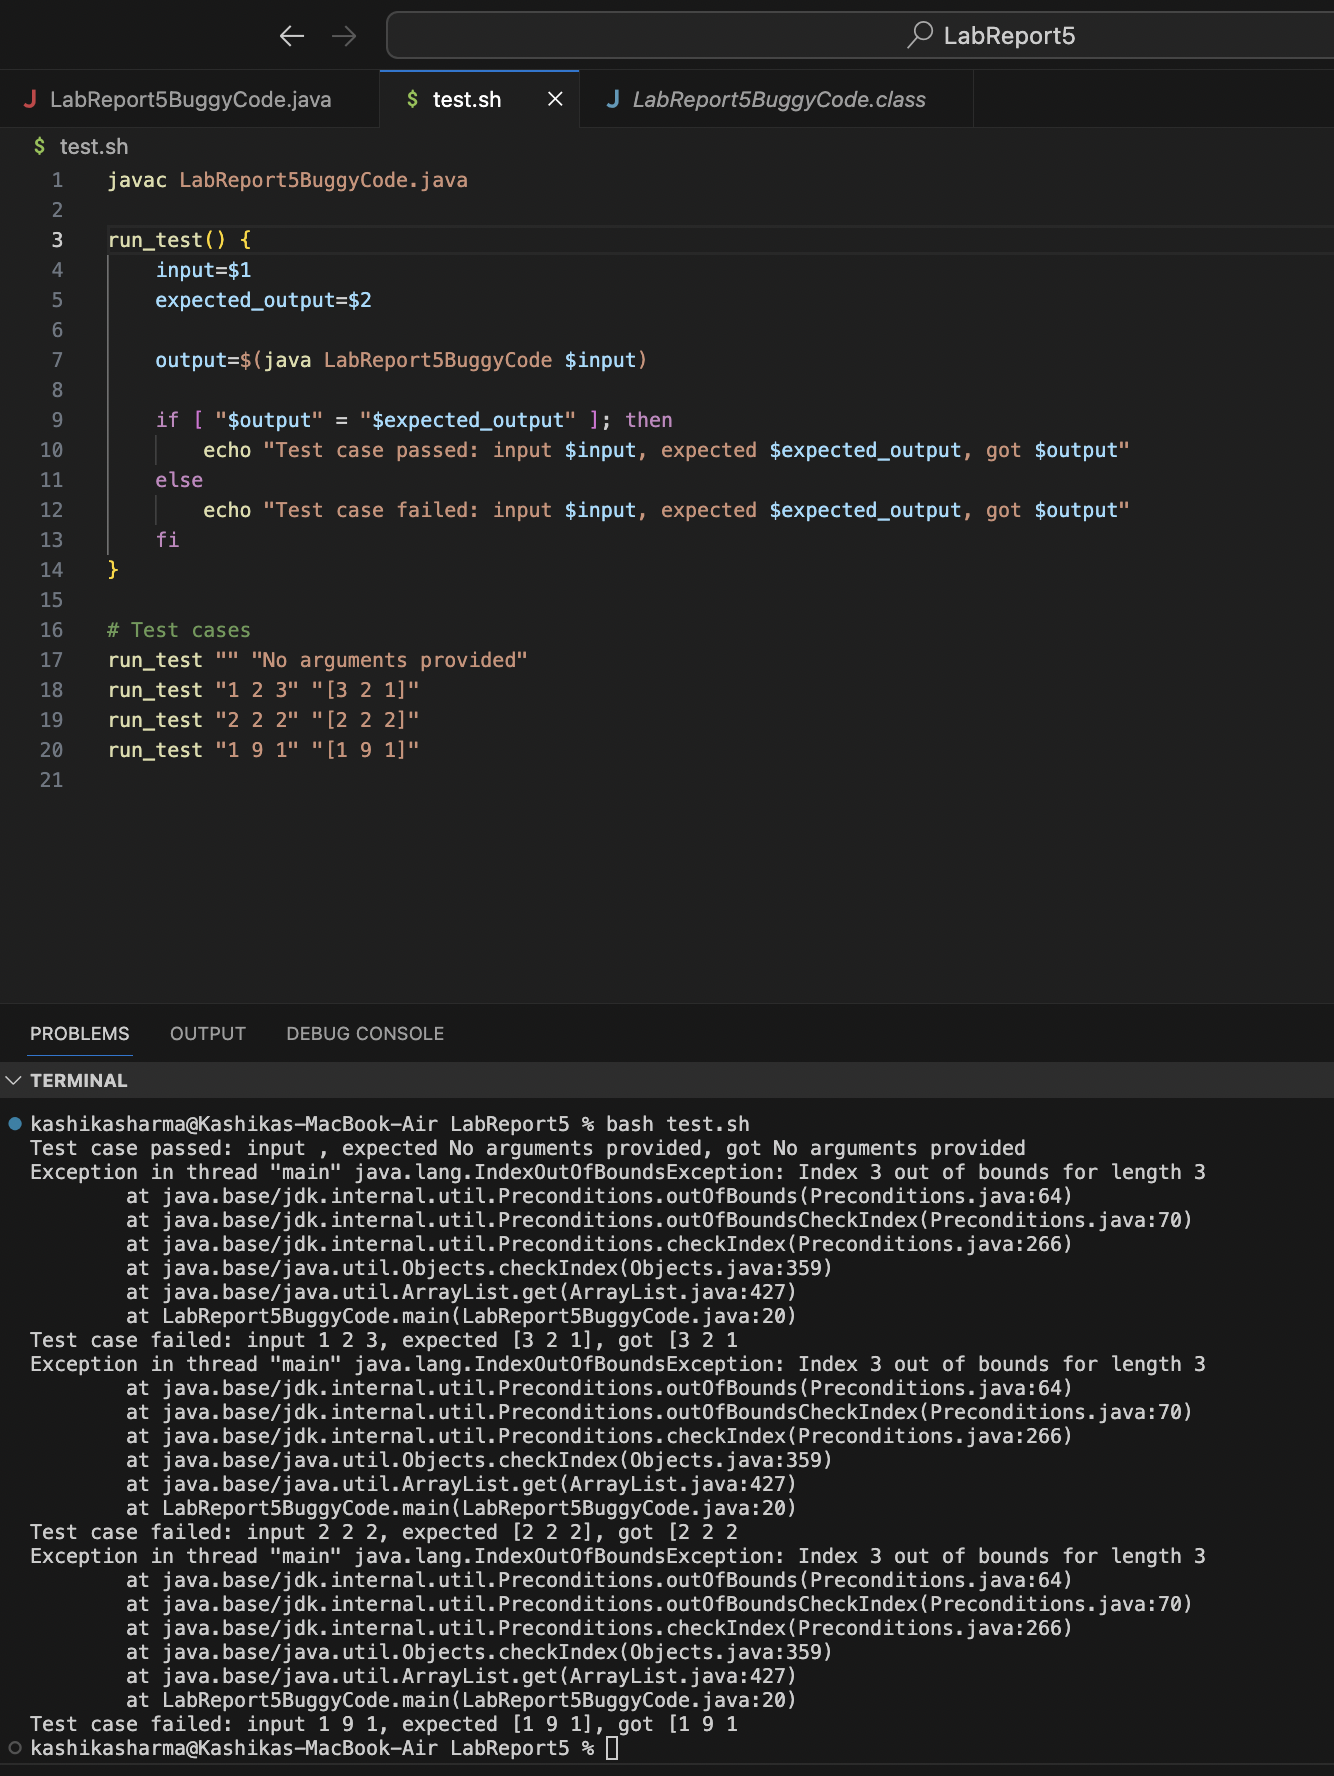 LabReport5
LabReport5BuggyCode.java
$ test.sh
LabReport5BuggyCode.class
$ test.sh
1 javac LabReport5BuggyCode.java
2
3 run_test() {
4     input=$1
5     expected_output=$2
6
7     output=$(java LabReport5BuggyCode $input)
8
9     if [ "$output" = "$expected_output" ]; then
10         echo "Test case passed: input $input, expected $expected_output, got $output"
11     else
12         echo "Test case failed: input $input, expected $expected_output, got $output"
13     fi
14 }
15
16 # Test cases
17 run_test "" "No arguments provided"
18 run_test "1 2 3" "[3 2 1]"
19 run_test "2 2 2" "[2 2 2]"
20 run_test "1 9 1" "[1 9 1]"
21
PROBLEMS OUTPUT DEBUG CONSOLE
TERMINAL
kashikasharma@Kashikas-MacBook-Air LabReport5 % bash test.sh
Test case passed: input , expected No arguments provided, got No arguments provided
Exception in thread "main" java.lang.IndexOutOfBoundsException: Index 3 out of bounds for length 3
        at java.base/jdk.internal.util.Preconditions.outOfBounds(Preconditions.java:64)
        at java.base/jdk.internal.util.Preconditions.outOfBoundsCheckIndex(Preconditions.java:70)
        at java.base/jdk.internal.util.Preconditions.checkIndex(Preconditions.java:266)
        at java.base/java.util.Objects.checkIndex(Objects.java:359)
        at java.base/java.util.ArrayList.get(ArrayList.java:427)
        at LabReport5BuggyCode.main(LabReport5BuggyCode.java:20)
Test case failed: input 1 2 3, expected [3 2 1], got [3 2 1
Exception in thread "main" java.lang.IndexOutOfBoundsException: Index 3 out of bounds for length 3
        at java.base/jdk.internal.util.Preconditions.outOfBounds(Preconditions.java:64)
        at java.base/jdk.internal.util.Preconditions.outOfBoundsCheckIndex(Preconditions.java:70)
        at java.base/jdk.internal.util.Preconditions.checkIndex(Preconditions.java:266)
        at java.base/java.util.Objects.checkIndex(Objects.java:359)
        at java.base/java.util.ArrayList.get(ArrayList.java:427)
        at LabReport5BuggyCode.main(LabReport5BuggyCode.java:20)
Test case failed: input 2 2 2, expected [2 2 2], got [2 2 2
Exception in thread "main" java.lang.IndexOutOfBoundsException: Index 3 out of bounds for length 3
        at java.base/jdk.internal.util.Preconditions.outOfBounds(Preconditions.java:64)
        at java.base/jdk.internal.util.Preconditions.outOfBoundsCheckIndex(Preconditions.java:70)
        at java.base/jdk.internal.util.Preconditions.checkIndex(Preconditions.java:266)
        at java.base/java.util.Objects.checkIndex(Objects.java:359)
        at java.base/java.util.ArrayList.get(ArrayList.java:427)
        at LabReport5BuggyCode.main(LabReport5BuggyCode.java:20)
Test case failed: input 1 9 1, expected [1 9 1], got [1 9 1
kashikasharma@Kashikas-MacBook-Air LabReport5 %